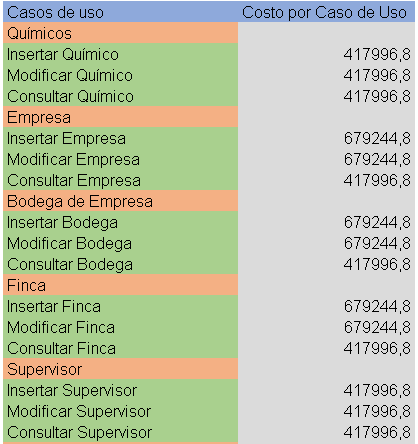 Casos de uso Costo por Caso de Uso
Químicos
Insertar Químico 417996,8
Modificar Químico 417996,8
Consultar Químico 417996,8
Empresa
Insertar Empresa 679244,8
Modificar Empresa 679244,8
Consultar Empresa 417996,8
Bodega de Empresa
Insertar Bodega 679244,8
Modificar Bodega 679244,8
Consultar Bodega 417996,8
Finca
Insertar Finca 679244,8
Modificar Finca 679244,8
Consultar Finca 417996,8
Supervisor
Insertar Supervisor 417996,8
Modificar Supervisor 417996,8
Consultar Supervisor 417996,8